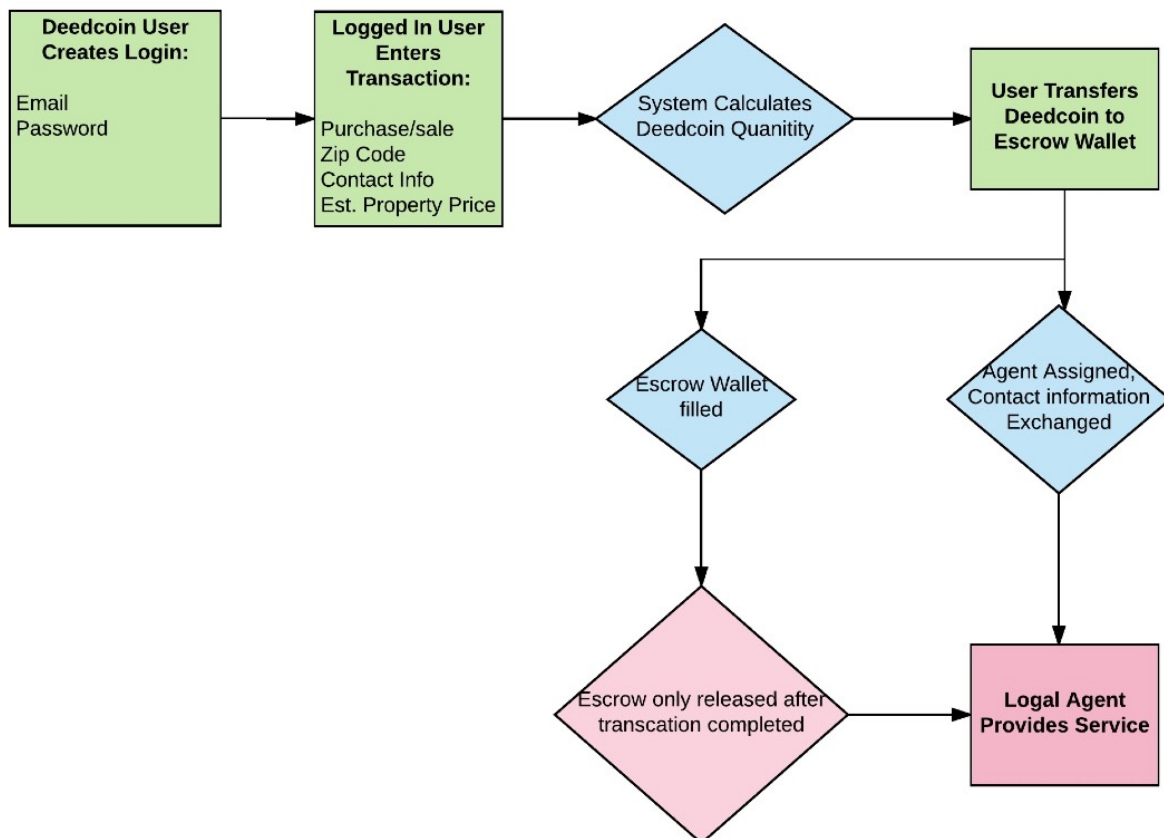 Deedcoin User
Creates Login:
Email
Password
Logged In User
Enters
Transaction:
Purchase/sale
Zip Code
Contact Info
Est. Property Price
System Calculates
Deedcoin Quanitity
User Transfers
Deedcoin to
Escrow Wallet
Escrow Wallet
filled
Agent Assigned,
Contact information
Exchanged
Escrow only released after
transcation completed
Logal Agent
Provides Service